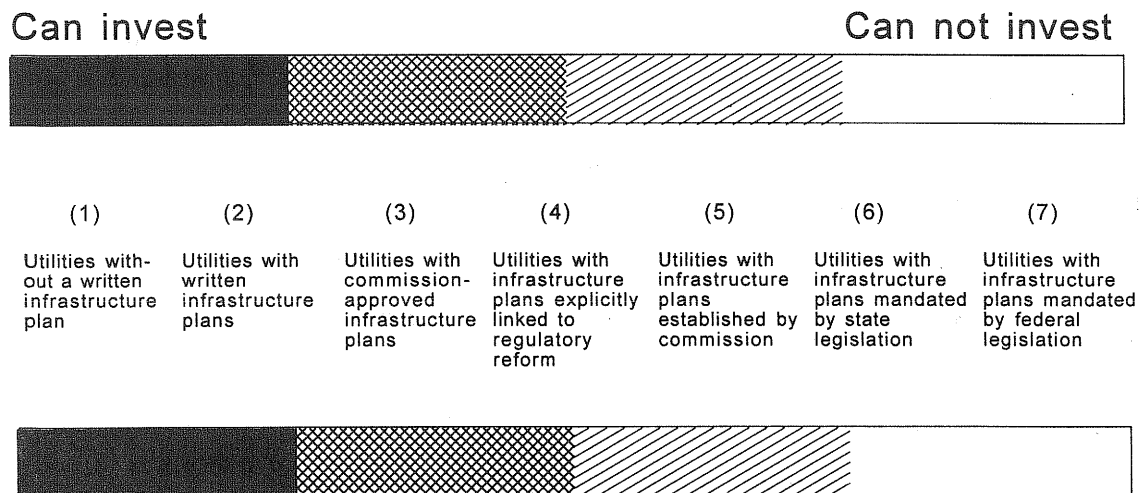 Can invest
Can not invest
(1)
Utilities with-
out a written
infrastructure
plan
(2)
Utilities with
written
infrastructure
plans
(3)
Utilities with
commission-
approved
infrastructure
plans
(4)
Utilities with
infrastructure
plans explicitly
linked to
regulatory
reform
(5)
Utilities with
infrastructure
plans
established by
commission
(6)
Utilities with
infrastructure
plans mandated
by state
legislation
(7)
Utilities with
infrastructure
plans mandated
by federal
legislation